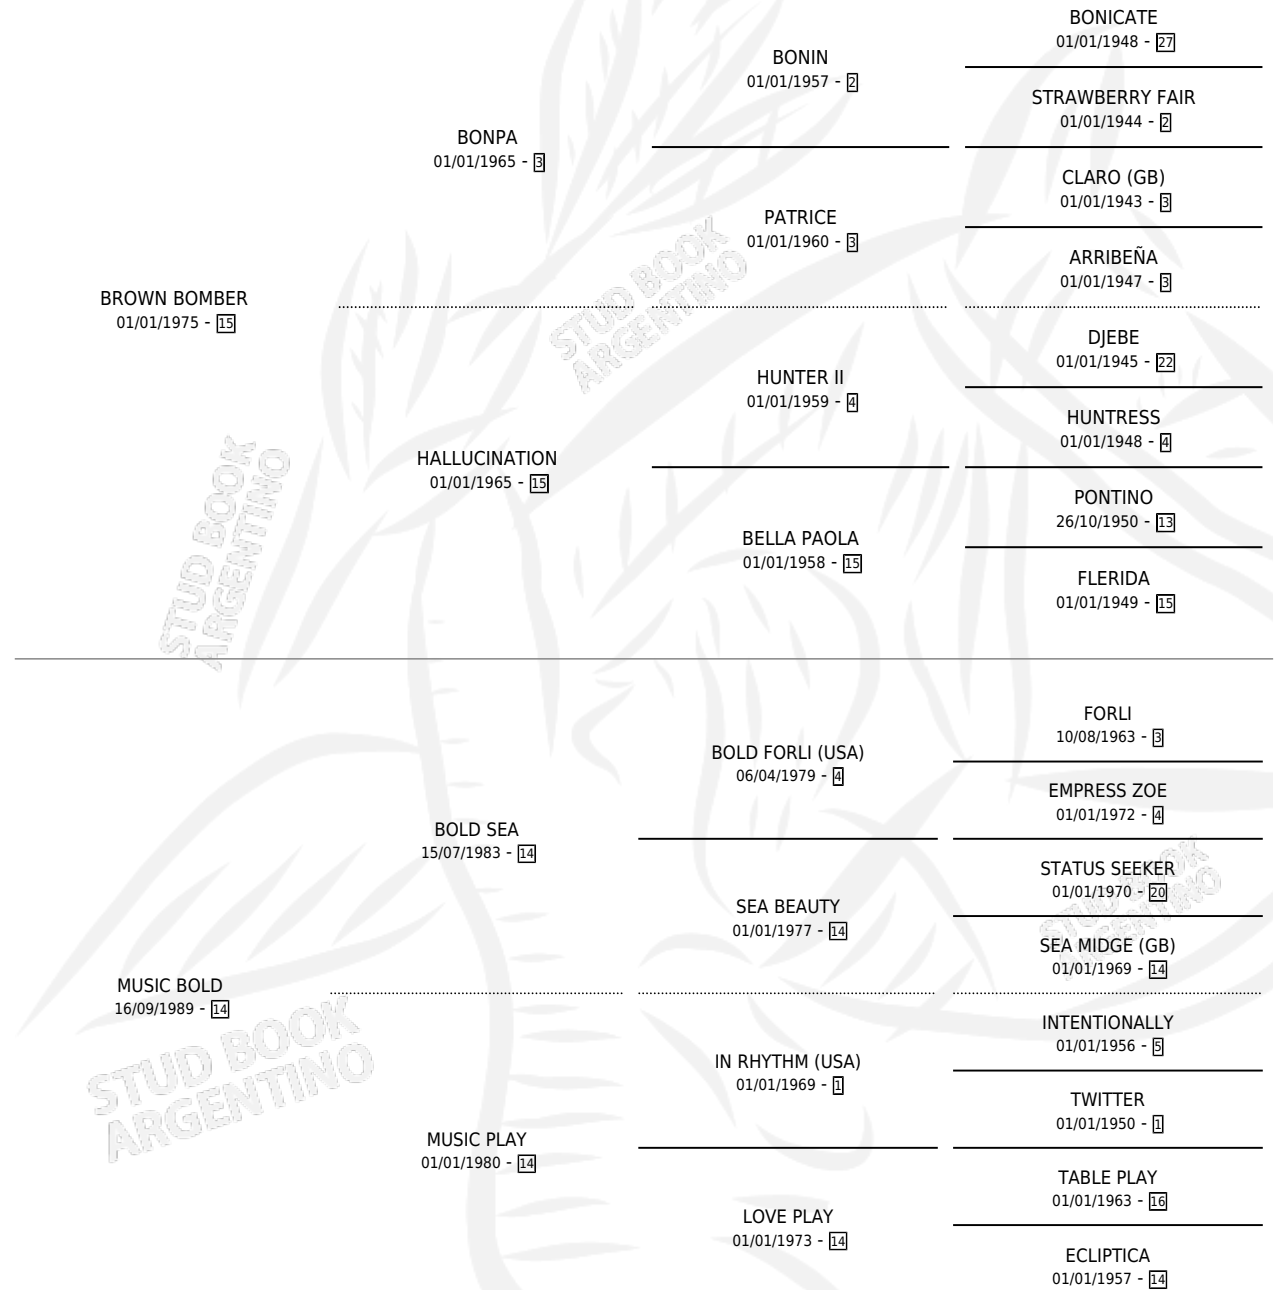 BONICATE
01/01/1948 - 27
BONIN
01/01/1957 - 2
STRAWBERRY FAIR
01/01/1944 - 2
BONPA
01/01/1965 - 3
CLARO (GB)
01/01/1943 - 3
PATRICE
01/01/1960 - 3
ARRIBEÑA
01/01/1947 - 3
BROWN BOMBER
01/01/1975 - 15
DJEBE
01/01/1945 - 22
HUNTER II
01/01/1959 - 4
HUNTRESS
01/01/1948 - 4
HALLUCINATION
01/01/1965 - 15
PONTINO
26/10/1950 - 13
BELLA PAOLA
01/01/1958 - 15
FLERIDA
01/01/1949 - 15
FORLI
10/08/1963 - 3
BOLD FORLI (USA)
06/04/1979 - 4
EMPRESS ZOE
01/01/1972 - 4
BOLD SEA
15/07/1983 - 14
STATUS SEEKER
01/01/1970 - 20
SEA BEAUTY
01/01/1977 - 14
SEA MIDGE (GB)
01/01/1969 - 14
MUSIC BOLD
16/09/1989 - 14
INTENTIONALLY
01/01/1956 - 5
IN RHYTHM (USA)
01/01/1969 - 1
TWITTER
01/01/1950 - 1
MUSIC PLAY
01/01/1980 - 14
TABLE PLAY
01/01/1963 - 16
LOVE PLAY
01/01/1973 - 14
ECLIPTICA
01/01/1957 - 14
STUD BOOK
ARGENTINO
STUD BOOK
ARGENTINO
STUD BOOK
ARGENTINO
STUD BOOK
ARGENTINO